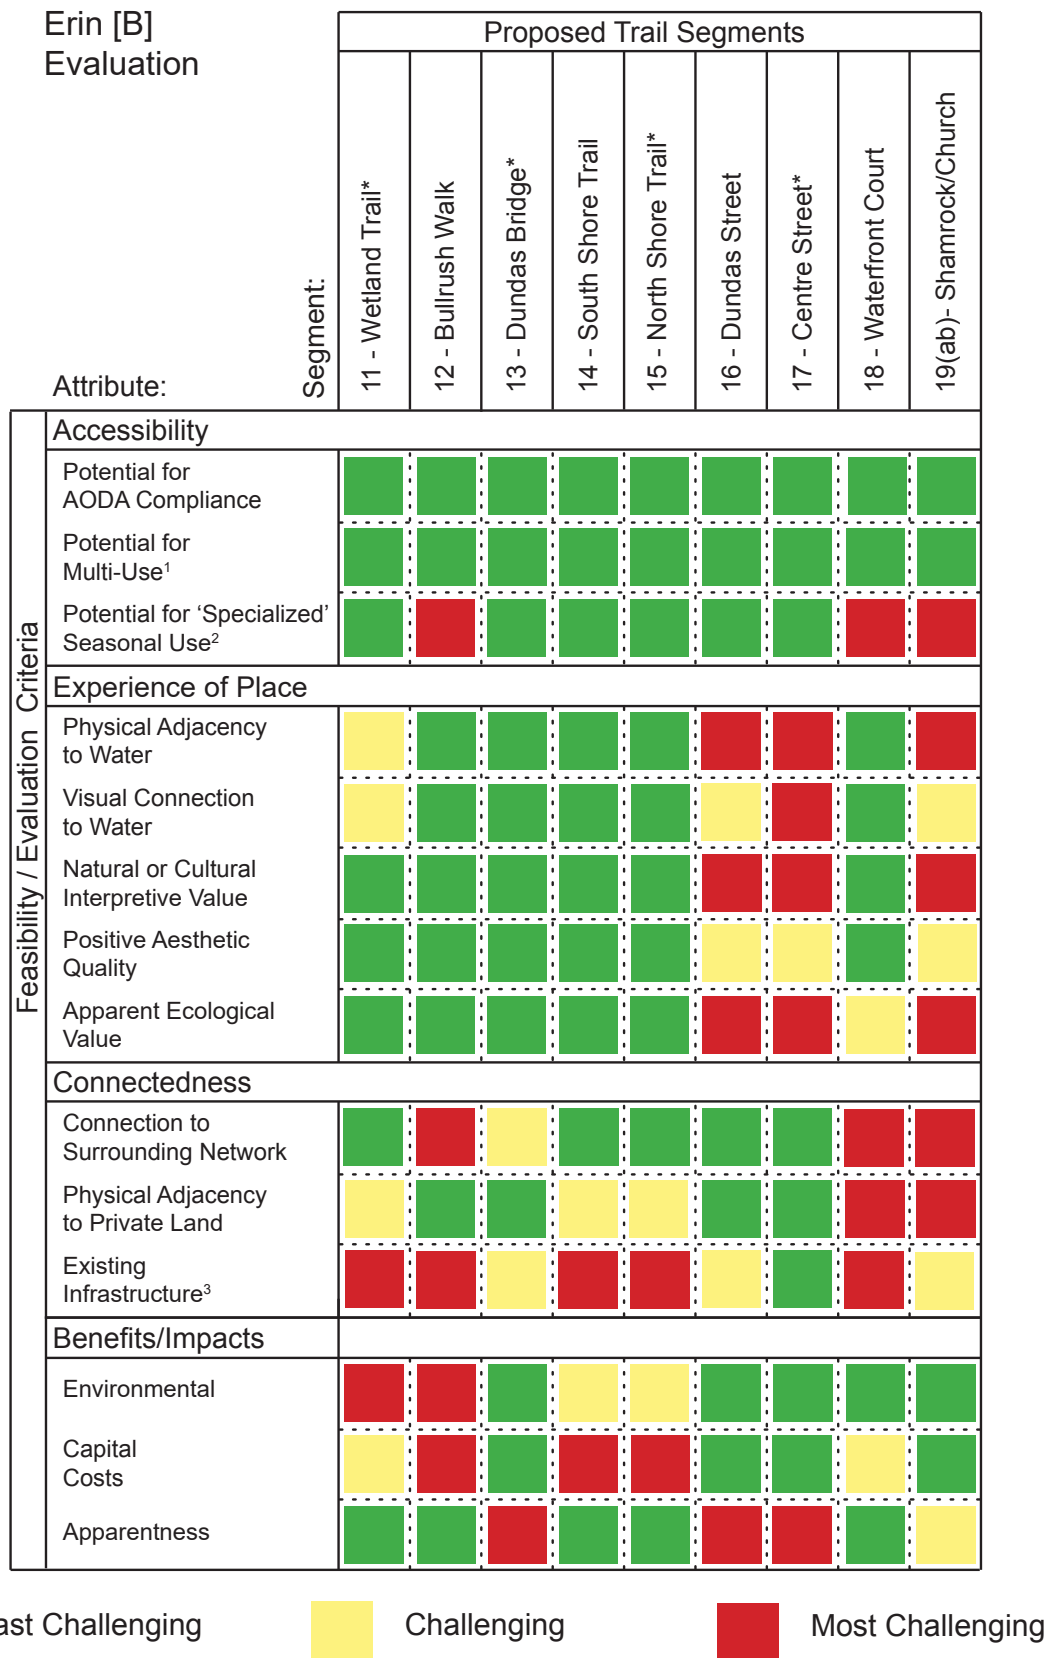 Erin [B]
Evaluation
Proposed Trail Segments
Segment:
11 - Wetland Trail*
12 - Bullrush Walk
13 - Dundas Bridge*
14 - South Shore Trail
15 - North Shore Trail*
16 - Dundas Street
17 - Centre Street*
18 - Waterfront Court
19(ab)- Shamrock/Church
Attribute:
Feasibility / Evaluation Criteria
Accessibility
Potential for
AODA Compliance
Potential for
Multi-Use¹
Potential for ‘Specialized’
Seasonal Use²
Experience of Place
Physical Adjacency
to Water
Visual Connection
to Water
Natural or Cultural
Interpretive Value
Positive Aesthetic
Quality
Apparent Ecological
Value
Connectedness
Connection to
Surrounding Network
Physical Adjacency
to Private Land
Existing
Infrastructure³
Benefits/Impacts
Environmental
Capital
Costs
Apparentness
ast Challenging
Challenging
Most Challenging